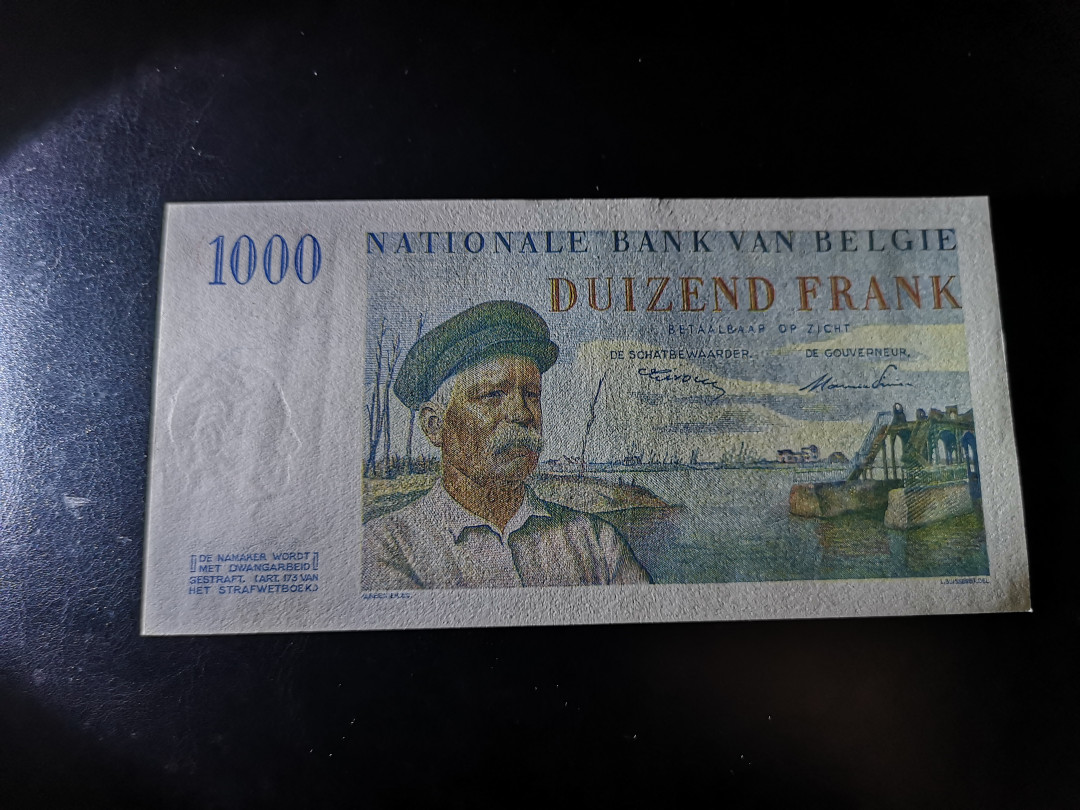 1000
NATIONALE BANK VAN BELGIE
DUIZEND FRANK
BETAALBAAR OP ZICHT
DE SCHATBEWAARDER.
DE GOUVERNEUR,
DE NAMAKER WORDT
MET DWANGARBEID
GESTRAFT. (ART. 173 VAN
HET STRAFWETBOEK)